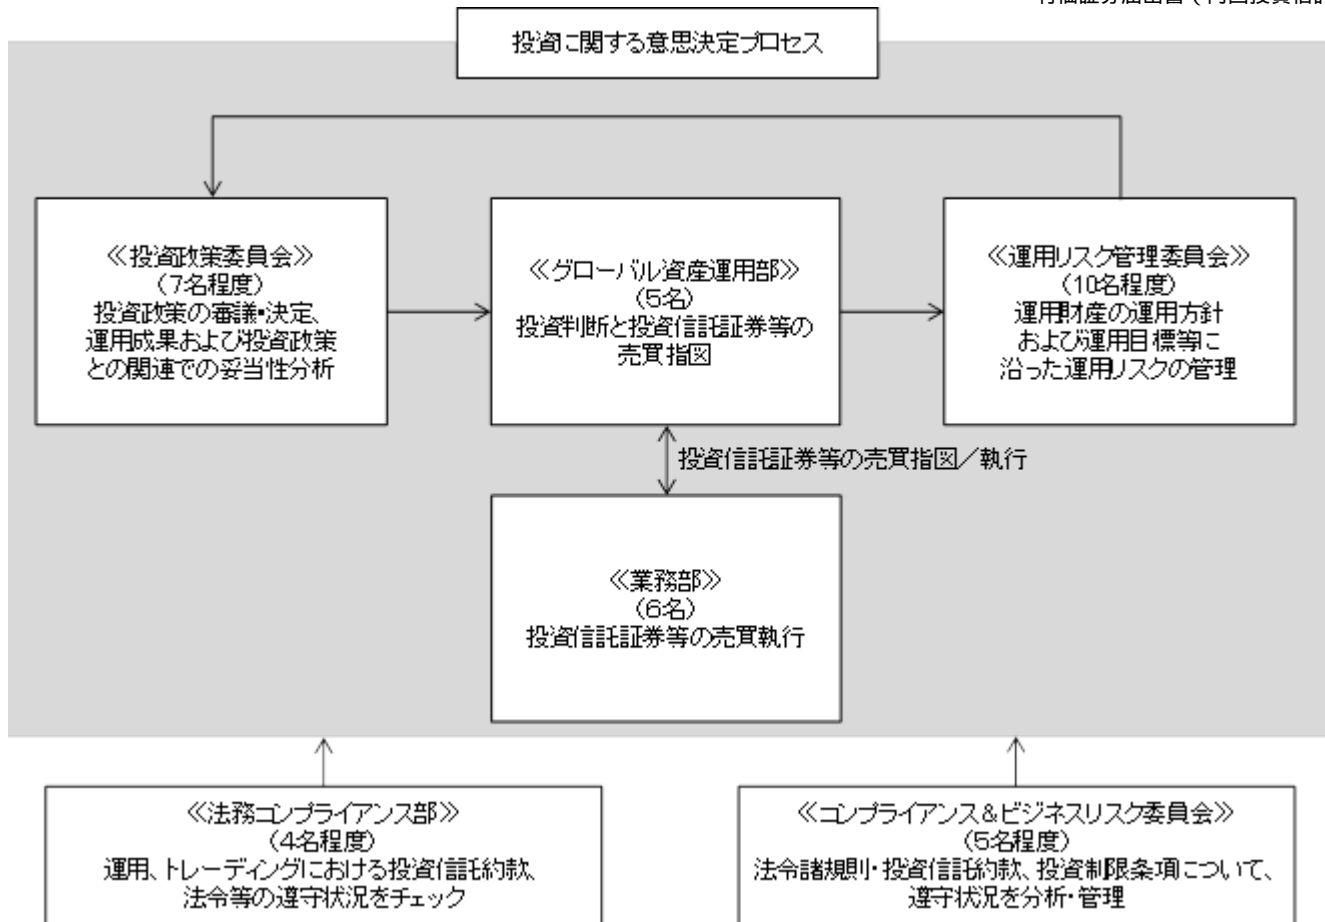 投資に関する意思決定プロセス
≪投資政策委員会≫
(7名程度)
投資政策の審議・決定、
運用成果および投資政策
との関連での妥当性分析
≪グローバル資産運用部≫
(5名)
投資判断と投資信託証券等の
売買指図
≪運用リスク管理委員会≫
(10名程度)
運用財産の運用方針
および運用目標等に
沿った運用リスクの管理
投資信託証券等の売買指図／執行
≪業務部≫
(6名)
投資信託証券等の売買執行
≪法務コンプライアンス部≫
(4名程度)
運用、トレーディングにおける投資信託約款、
法令等の遵守状況をチェック
≪コンプライアンス＆ビジネスリスク委員会≫
(5名程度)
法令諸規則・投資信託約款、投資制限条項について、
遵守状況を分析・管理